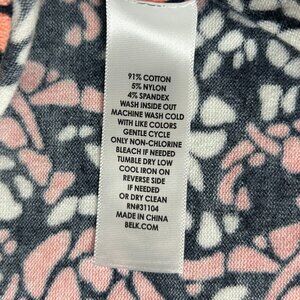 91% COTTON
5% NYLON
4% SPANDEX
WASH INSIDE OUT
MACHINE WASH COLD
WITH LIKE COLORS
GENTLE CYCLE
ONLY NON-CHLORINE
BLEACH IF NEEDED
TUMBLE DRY LOW
COOL IRON ON
REVERSE SIDE
IF NEEDED
OR DRY CLEAN
RN#31104
MADE IN CHINA
BELK.COM